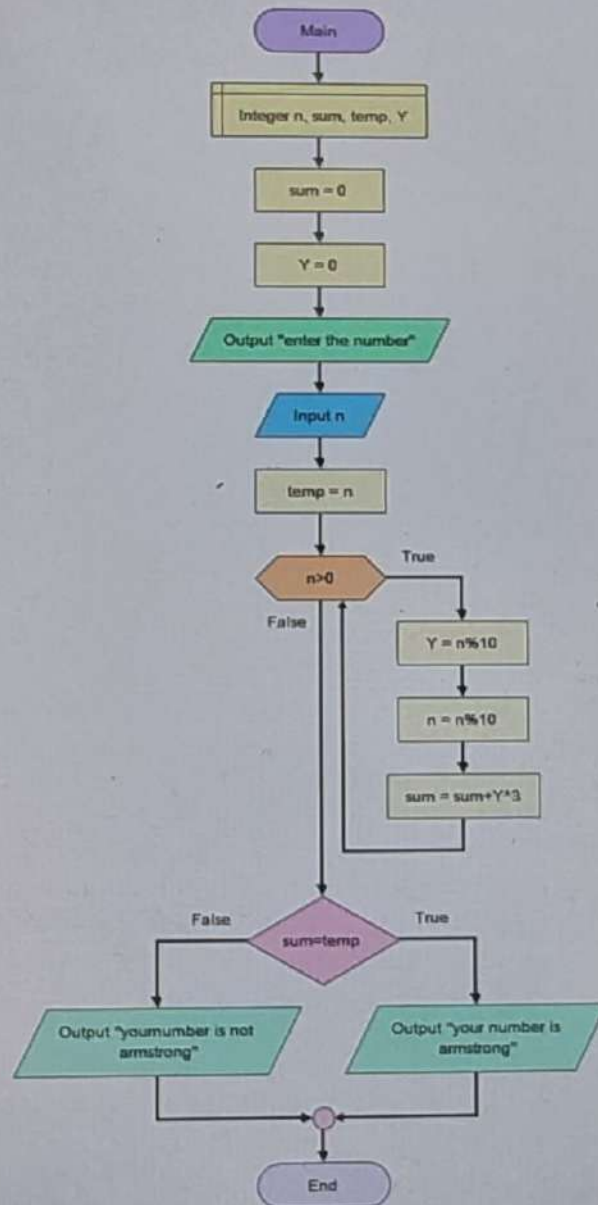 Main
Integer n, sum, temp, Y
sum = 0
Y = 0
Output "enter the number"
Input n
temp = n
n>0
True
False
Y = n%10
n = n%10
sum = sum+Y*3
False
True
sum=temp
Output "yournumber is not
armstrong"
Output "your number is
armstrong"
End